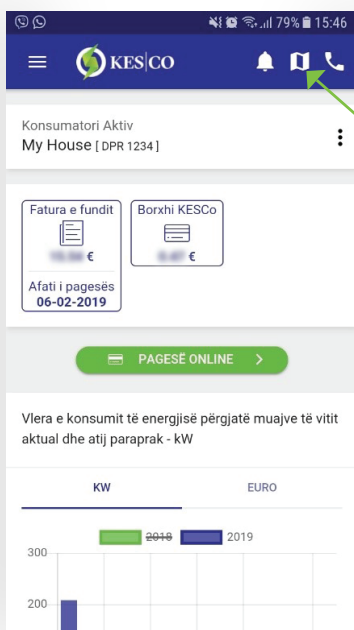 79% 15:46
KES|CO
Konsumatori Aktiv
My House [ DPR 1234 ]
Fatura e fundit
€
Afati i pagesës
06-02-2019
Borxhi KESCo
€
PAGESË ONLINE
Vlera e konsumit të energjisë përgjatë muajve të vitit
aktual dhe atij paraprak - kW
KW EURO
2018 2019
300
200